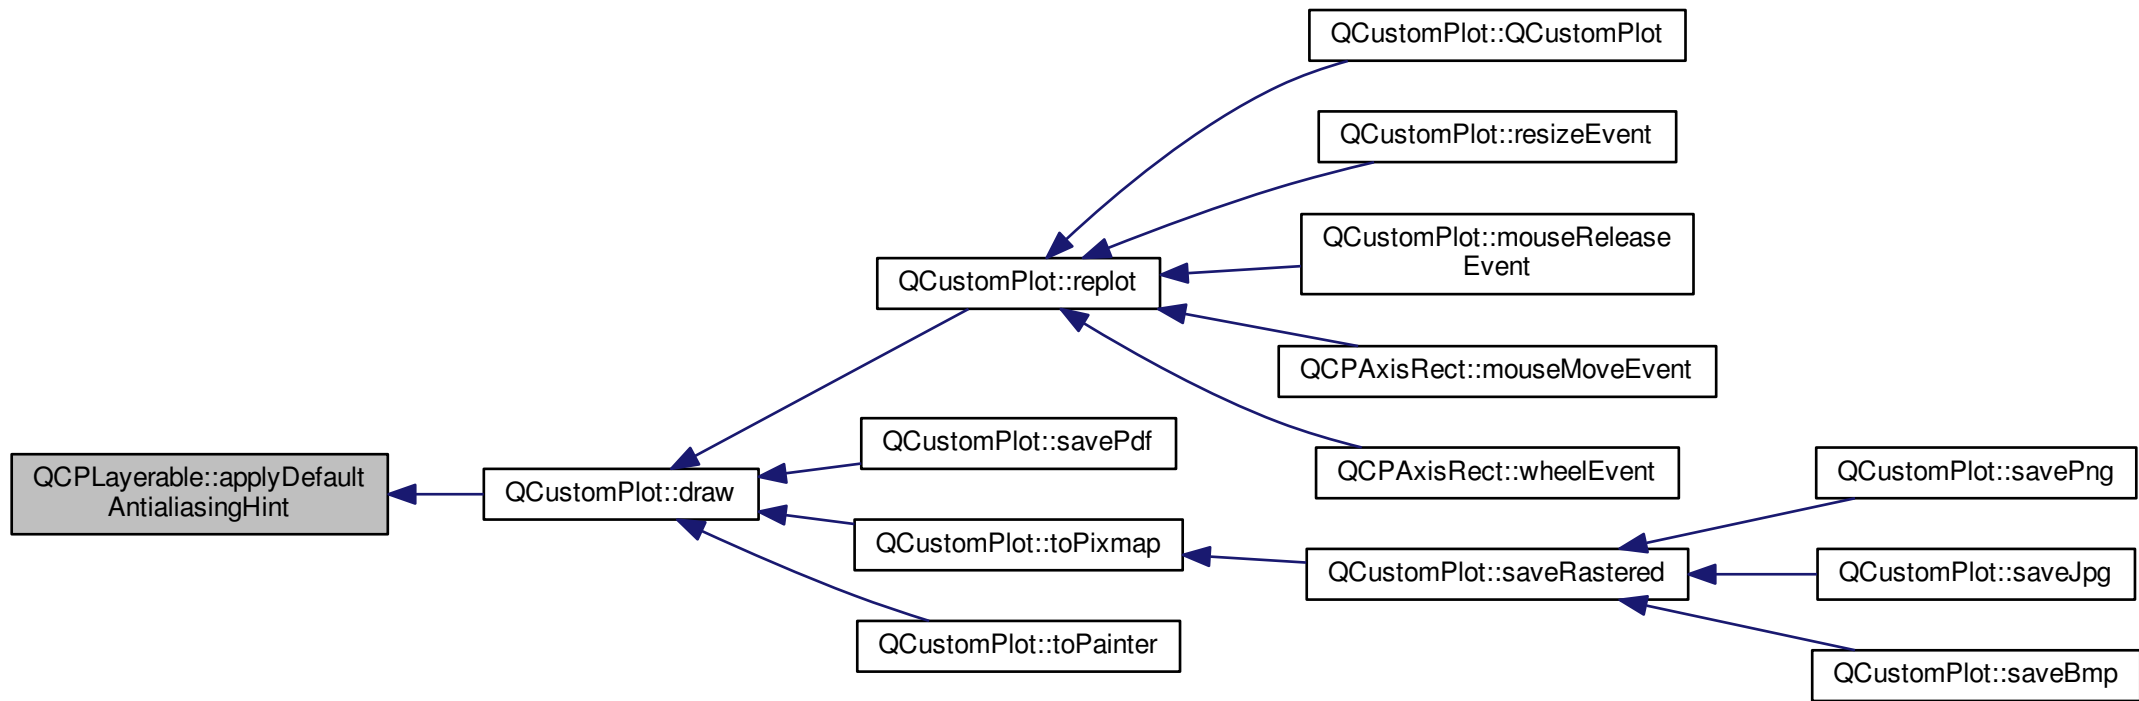 QCustomPlot::QCustomPlot
QCustomPlot::resizeEvent
QCustomPlot::mouseRelease
Event
QCustomPlot::replot
QCPAxisRect::mouseMoveEvent
QCustomPlot::savePdf
QCPAxisRect::wheelEvent
QCustomPlot::savePng
QCPLayerable::applyDefault
AntialiasingHint
QCustomPlot::draw
QCustomPlot::toPixmap
QCustomPlot::saveRastered
QCustomPlot::saveJpg
QCustomPlot::toPainter
QCustomPlot::saveBmp